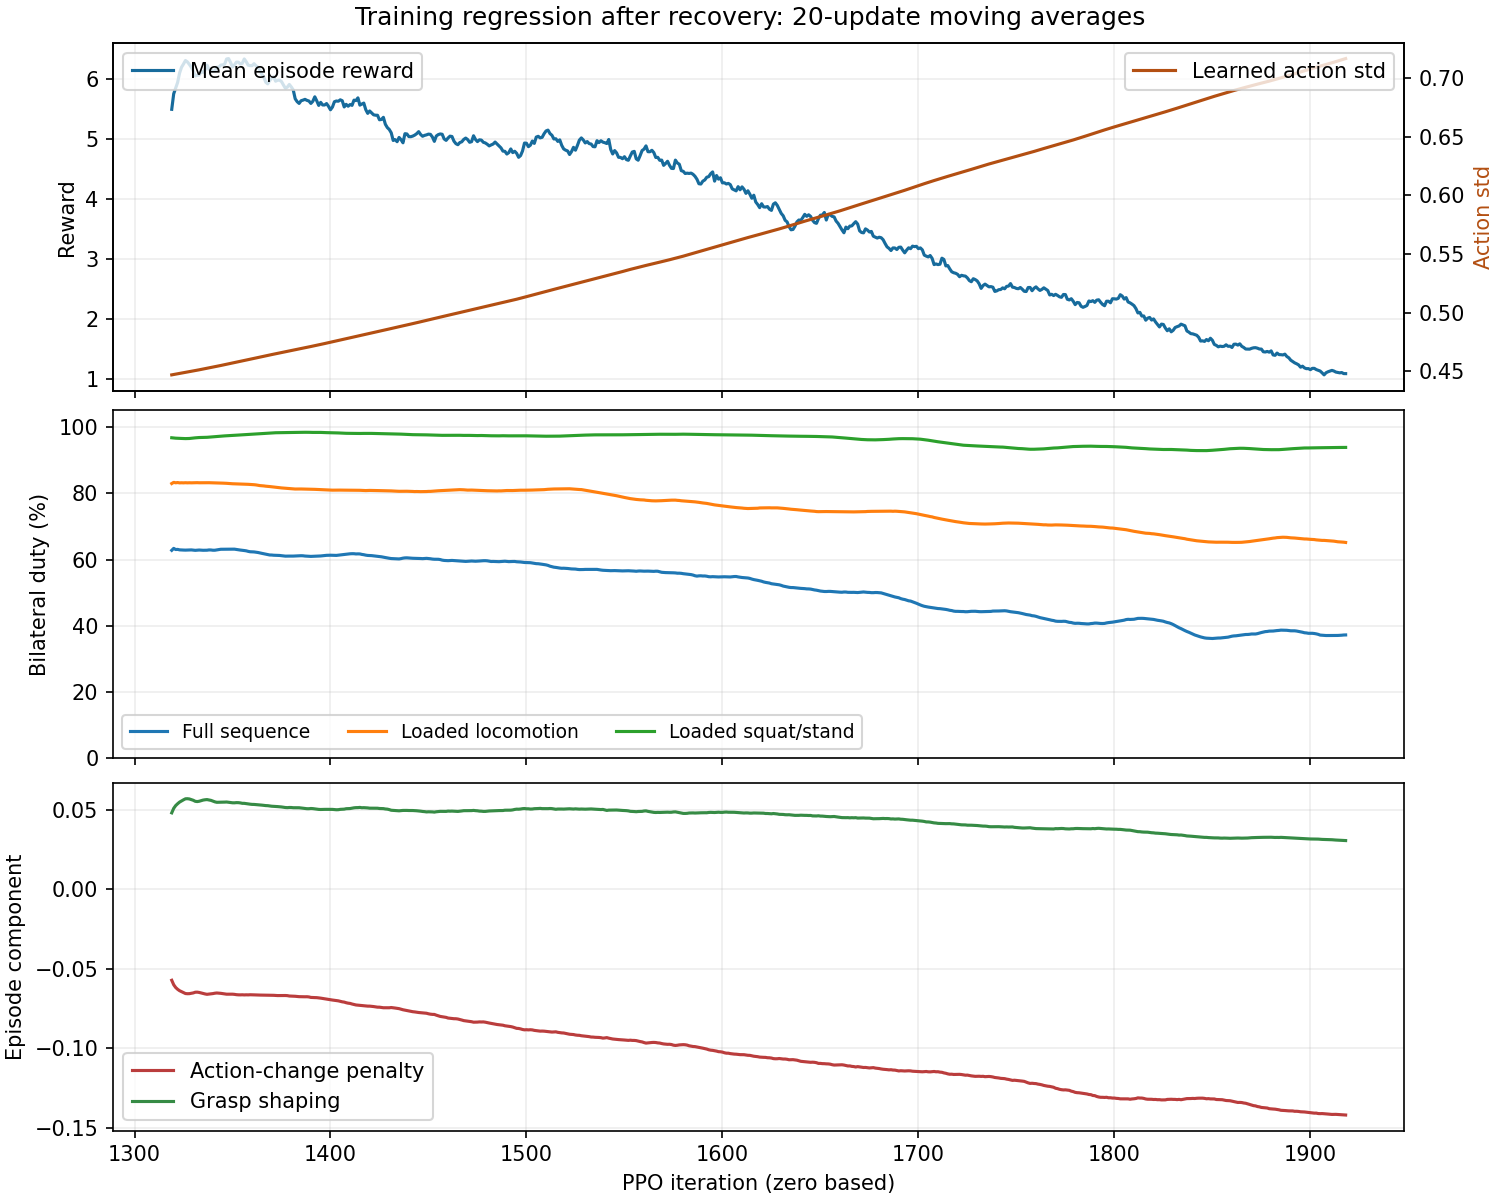 Training regression after recovery: 20-update moving averages
Mean episode reward
Learned action std
Reward
Action std
6
5
4
3
2
1
0.70
0.65
0.60
0.55
0.50
0.45
Bilateral duty (%)
100
80
60
40
20
0
Full sequence
Loaded locomotion
Loaded squat/stand
Episode component
0.05
0.00
−0.05
−0.10
−0.15
Action-change penalty
Grasp shaping
1300 1400 1500 1600 1700 1800 1900
PPO iteration (zero based)